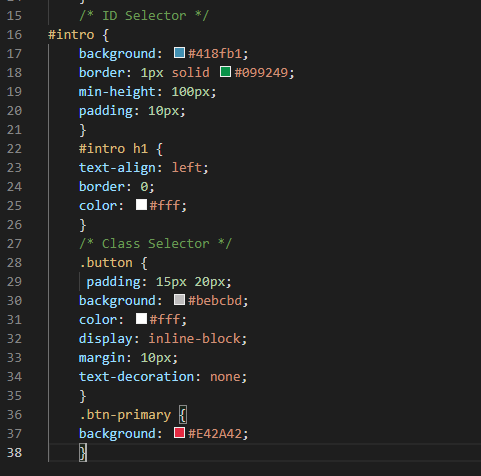 15 /* ID Selector */
16 #intro {
17 background: #418fb1;
18 border: 1px solid #099249;
19 min-height: 100px;
20 padding: 10px;
21 }
22 #intro h1 {
23 text-align: left;
24 border: 0;
25 color: #fff;
26 }
27 /* Class Selector */
28 .button {
29 padding: 15px 20px;
30 background: #bebcbd;
31 color: #fff;
32 display: inline-block;
33 margin: 10px;
34 text-decoration: none;
35 }
36 .btn-primary {
37 background: #E42A42;
38 }